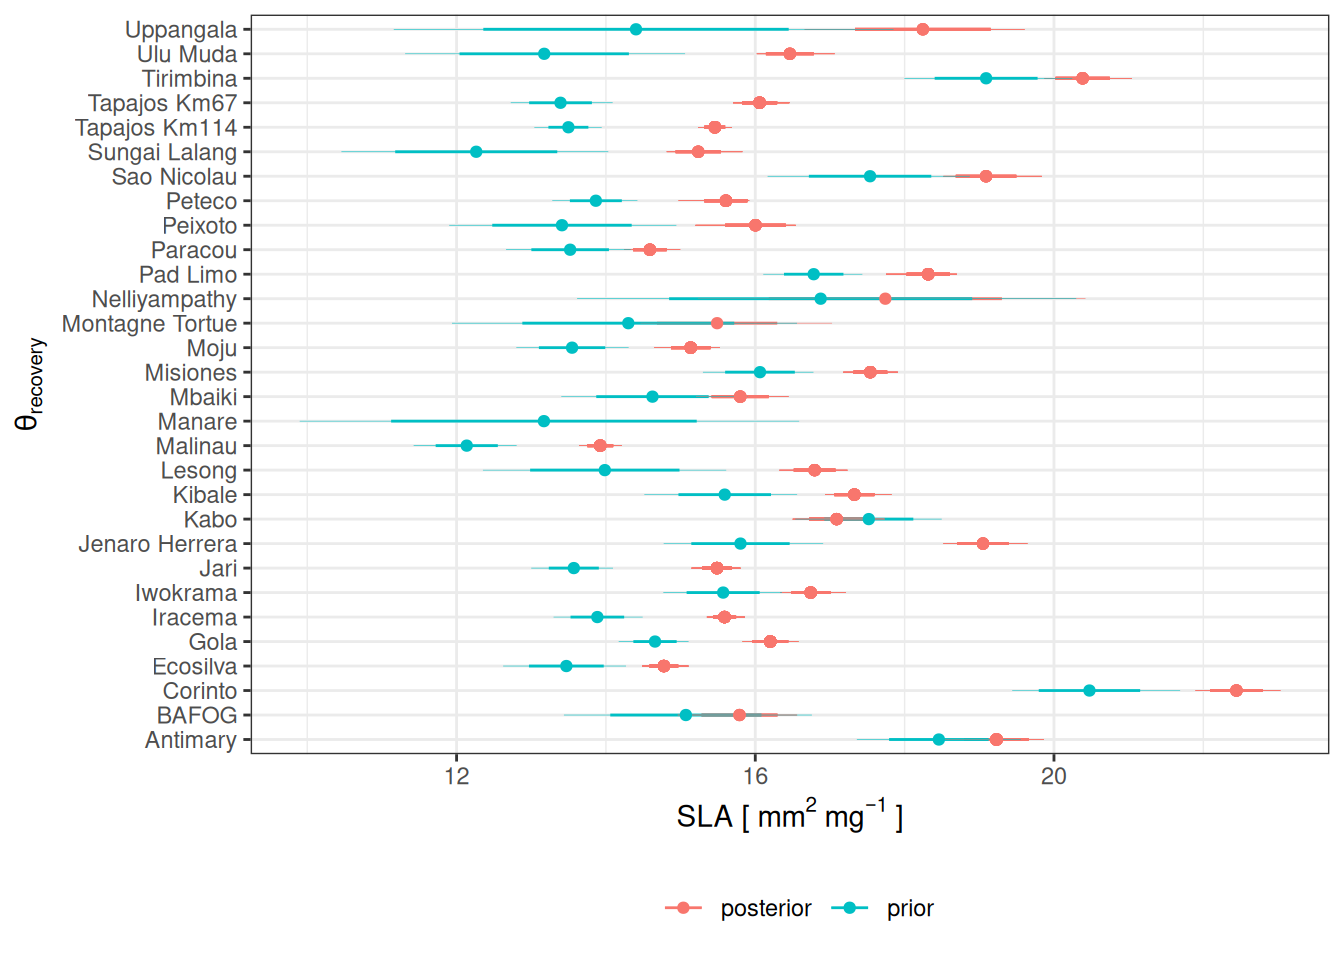 Uppangala
Ulu Muda
Tirimbina
Tapajos Km67
Tapajos Km114
Sungai Lalang
Sao Nicolau
Peteco
Peixoto
Paracou
Pad Limo
Nelliyampathy
Montagne Tortue
Moju
Misiones
Mbaiki
Manare
Malinau
Lesong
Kibale
Kabo
Jenaro Herrera
Jari
Iwokrama
Iracema
Gola
Ecosilva
Corinto
BAFOG
Antimary
θrecovery
12 16 20
SLA [ mm² mg⁻¹ ]
posterior prior